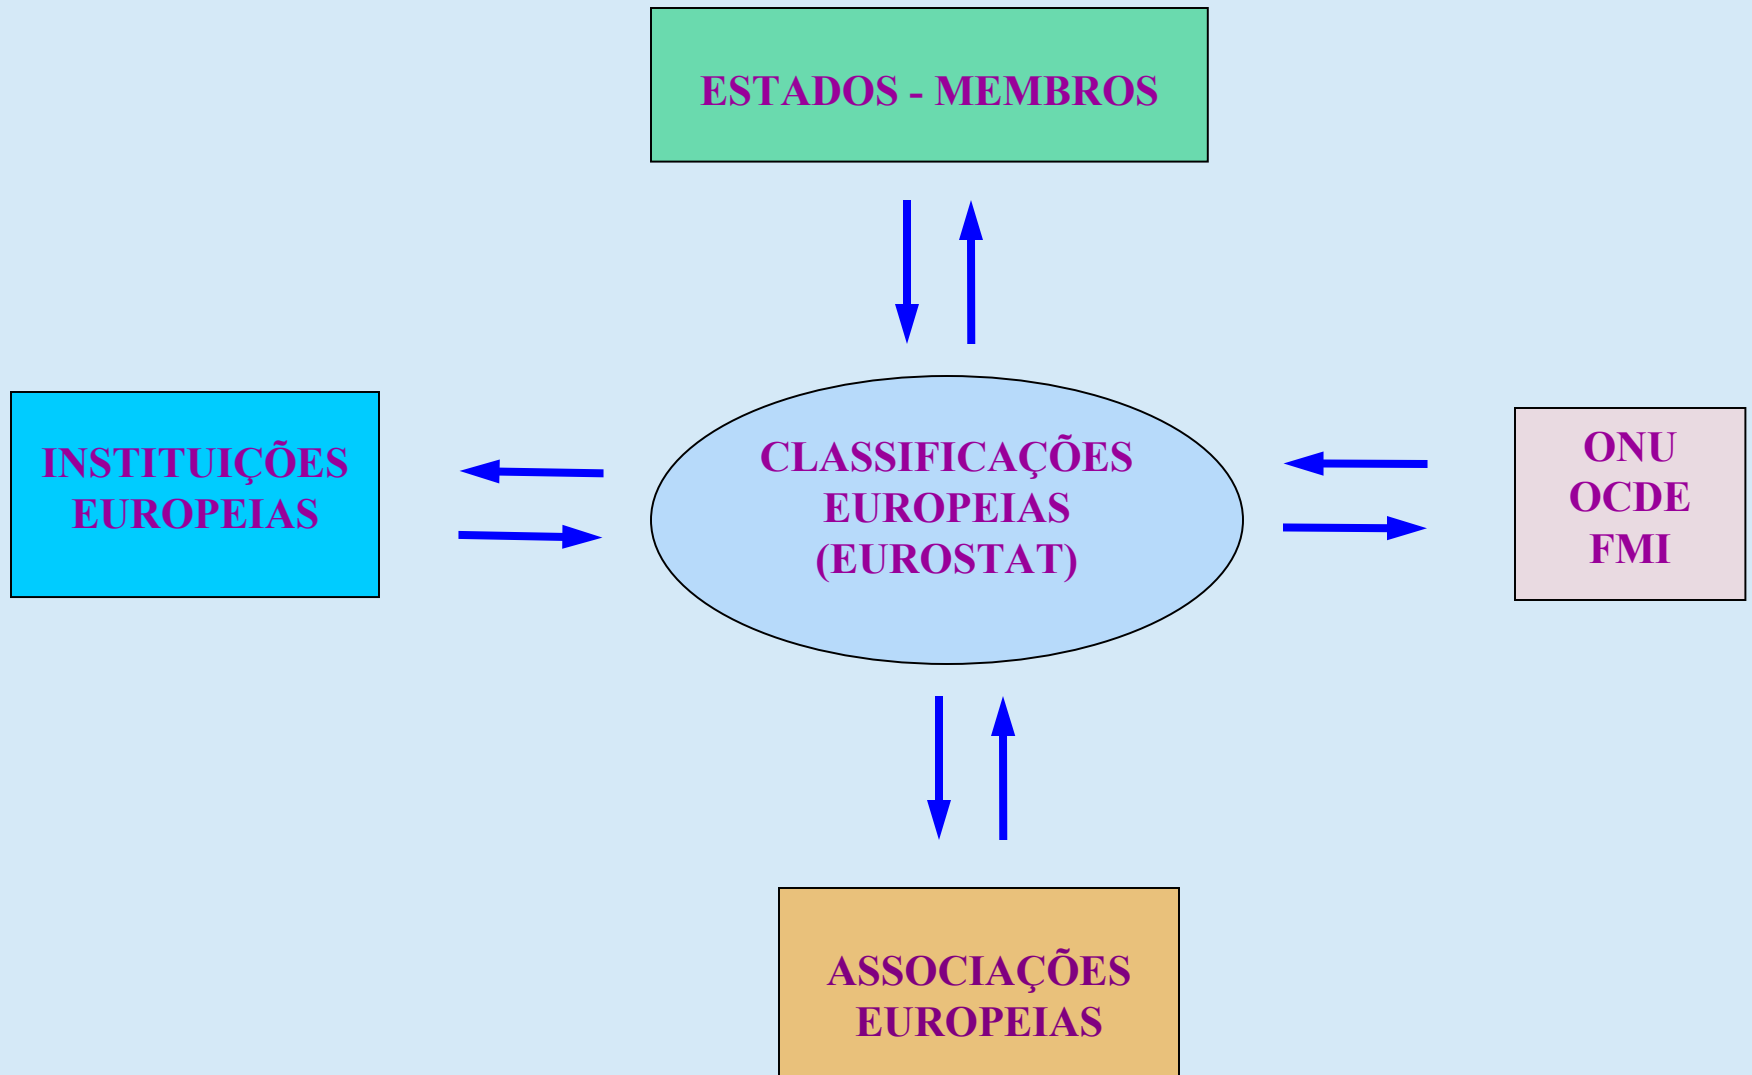 ESTADOS - MEMBROS
INSTITUIÇÕES
EUROPEIAS
CLASSIFICAÇÕES
EUROPEIAS
(EUROSTAT)
ONU
OCDE
FMI
ASSOCIAÇÕES
EUROPEIAS